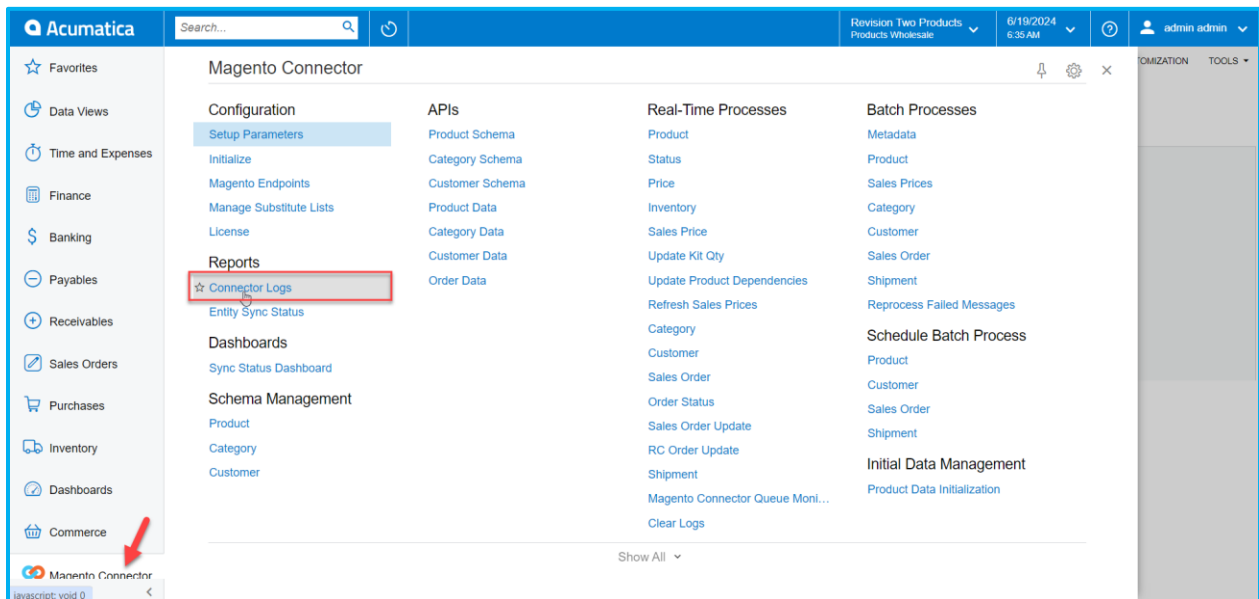 Acumatica
Search...
Revision Two Products
Products Wholesale
6/19/2024
6:35 AM
admin admin
Favorites
Data Views
Time and Expenses
Finance
Banking
Payables
Receivables
Sales Orders
Purchases
Inventory
Dashboards
Commerce
Magento Connector
javascript: void 0
Magento Connector
TOMIZATION
TOOLS
Configuration
Setup Parameters
Initialize
Magento Endpoints
Manage Substitute Lists
License
Reports
Connector Logs
Entity Sync Status
Dashboards
Sync Status Dashboard
Schema Management
Product
Category
Customer
APIs
Product Schema
Category Schema
Customer Schema
Product Data
Category Data
Customer Data
Order Data
Real-Time Processes
Product
Status
Price
Inventory
Sales Price
Update Kit Qty
Update Product Dependencies
Refresh Sales Prices
Category
Customer
Sales Order
Order Status
Sales Order Update
RC Order Update
Shipment
Magento Connector Queue Moni...
Clear Logs
Batch Processes
Metadata
Product
Sales Prices
Category
Customer
Sales Order
Shipment
Reprocess Failed Messages
Schedule Batch Process
Product
Customer
Sales Order
Shipment
Initial Data Management
Product Data Initialization
Show All